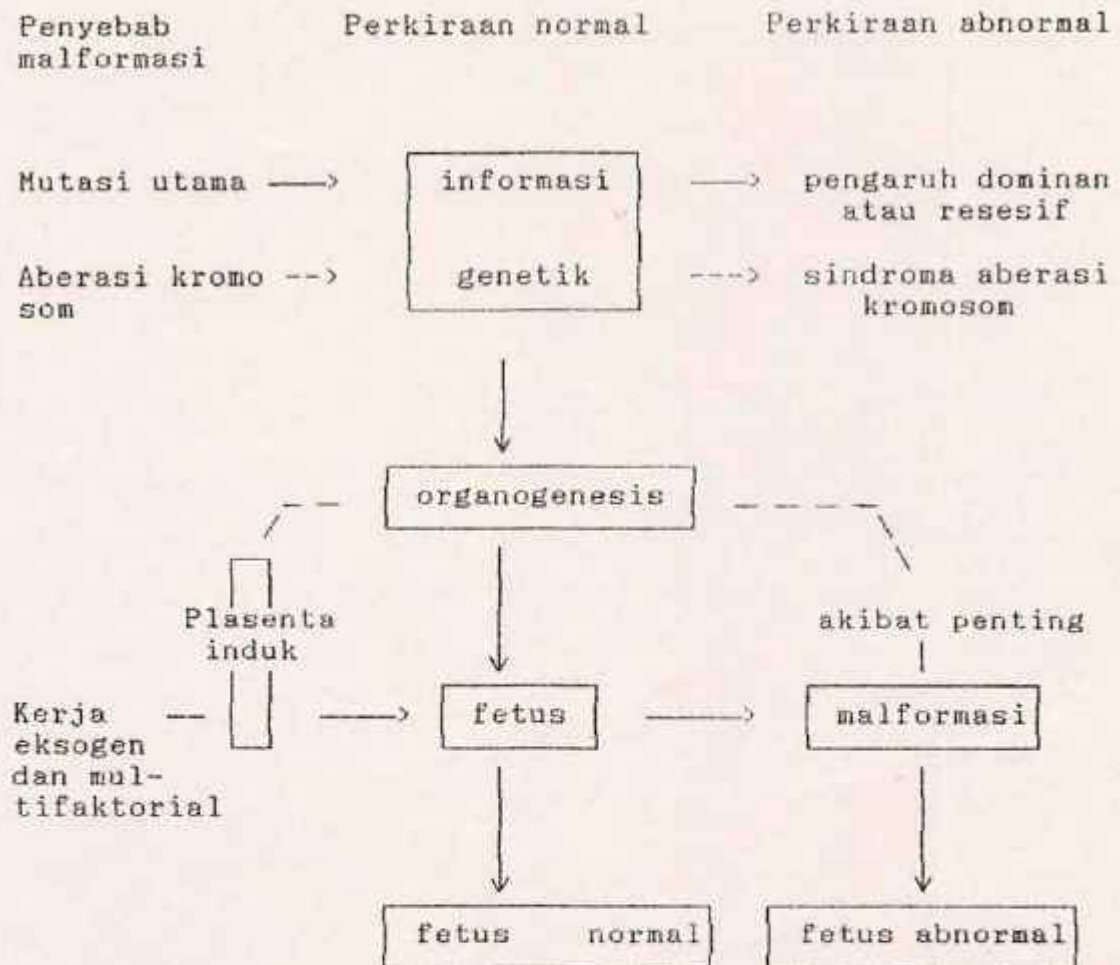 Penyebab malformasi
Perkiraan normal
Perkiraan abnormal
Mutasi utama --->
informasi
---> pengaruh dominan
atau resesif
Aberasi kromo -->
som
genetik
---> sindroma aberasi
kromosom
organogenesis
Plasenta
induk
akibat penting
Kerja
eksogen
dan mul-
tifaktorial
fetus
malformasi
fetus normal
fetus abnormal